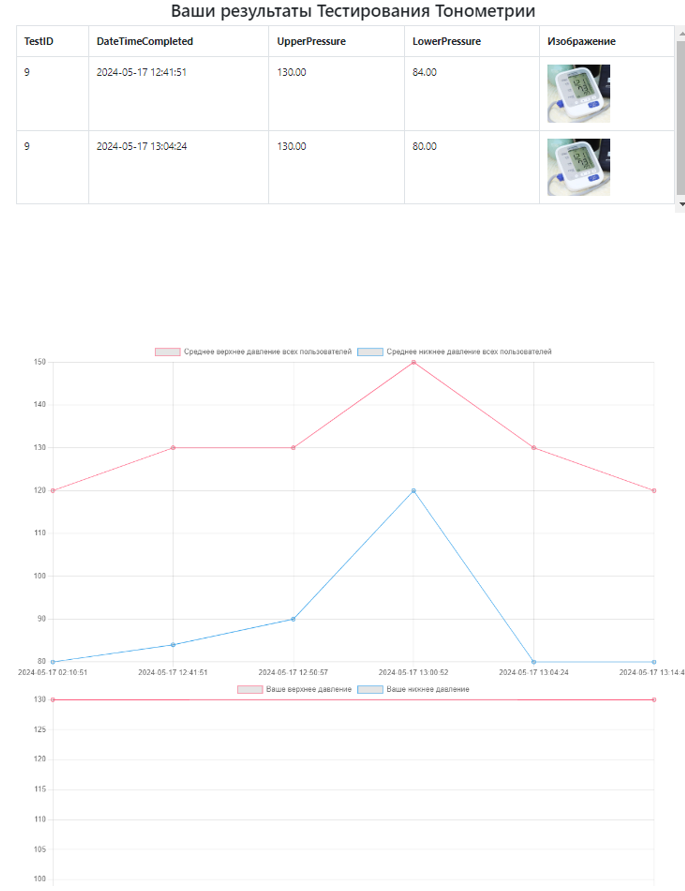 Ваши результаты Тестирования Тонометрии
TestID DateTimeCompleted UpperPressure LowerPressure Изображение
9 2024-05-17 12:41:51 130.00 84.00
9 2024-05-17 13:04:24 130.00 80.00
Среднее верхнее давление всех пользователей Среднее нижнее давление всех пользователей
150
140
130
120
110
100
90
80
2024-05-17 02:10:51 2024-05-17 12:41:51 2024-05-17 12:50:57 2024-05-17 13:00:52 2024-05-17 13:04:24 2024-05-17 13:14:4
Ваше верхнее давление Ваше нижнее давление
130
125
120
115
110
105
100